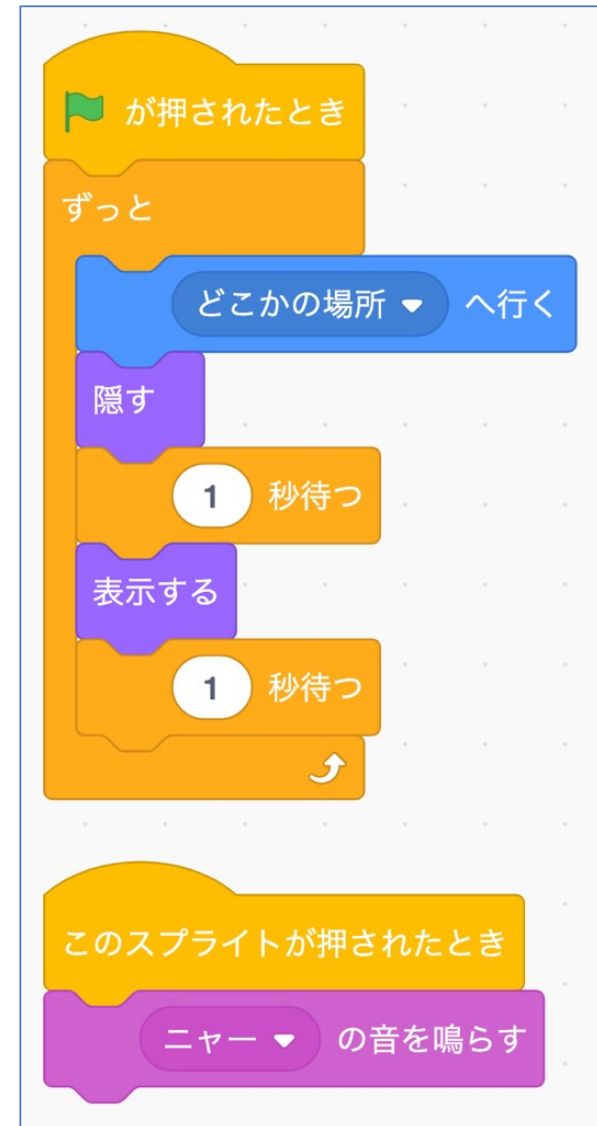 が押されたとき
ずっと
どこかの場所 へ行く
隠す
1 秒待つ
表示する
1 秒待つ
このスプライトが押されたとき
ニャー の音を鳴らす